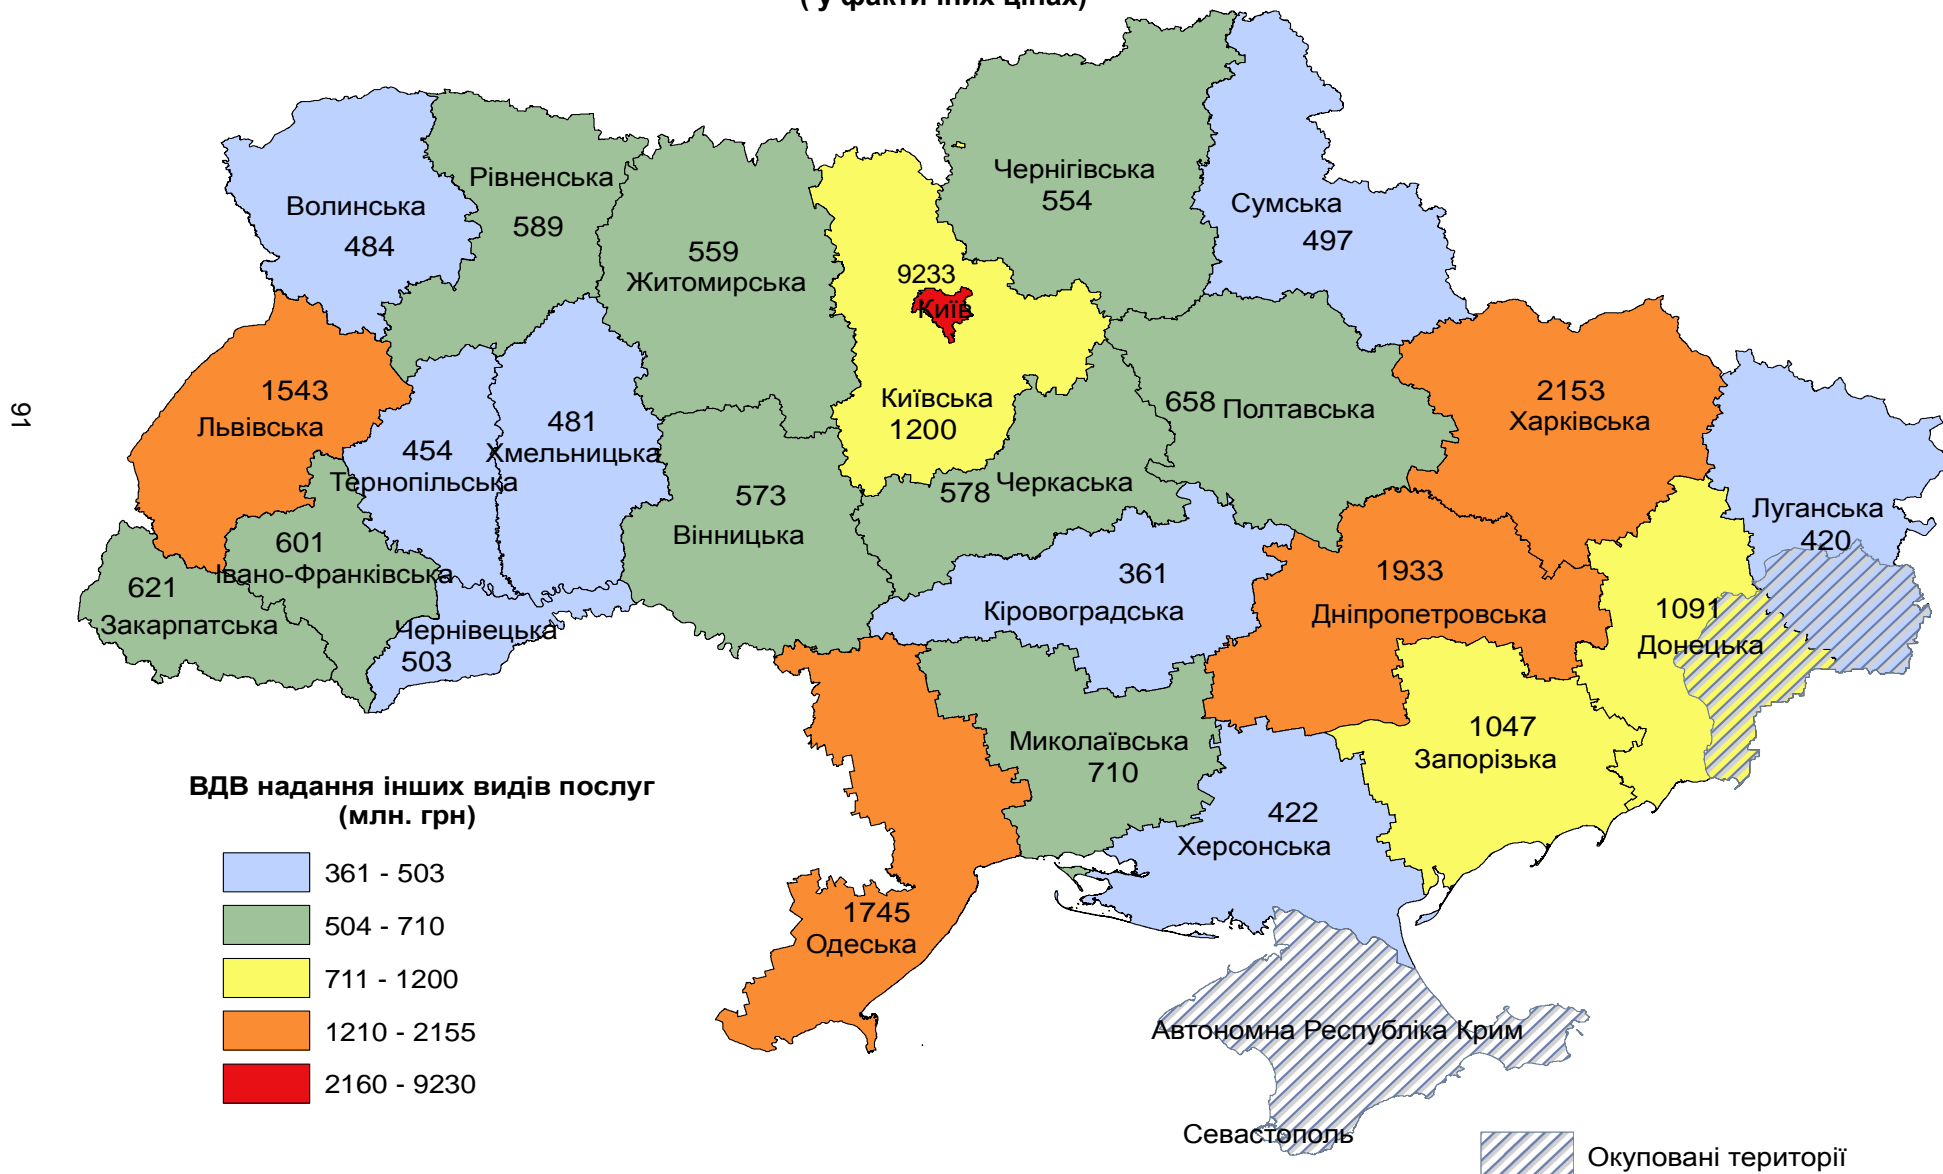 ( у фактичних цінах)
Чернігівська
554
Рівненська
589
Волинська
484
Сумська
497
559
Житомирська
9233
Київ
1543
Львівська
Київська
1200
658 Полтавська
2153
Харківська
481
Хмельницька
454
Тернопільська
578 Черкаська
573
Вінницька
Луганська
420
601
Івано-Франківська
621
Закарпатська
361
Кіровоградська
1933
Дніпропетровська
1091
Донецька
Чернівецька
503
Миколаївська
710
1047
Запорізька
422
Херсонська
1745
Одеська
Автономна Республіка Крим
Севастополь
ВДВ надання інших видів послуг
(млн. грн)
361 - 503
504 - 710
711 - 1200
1210 - 2155
2160 - 9230
Окуповані території
91